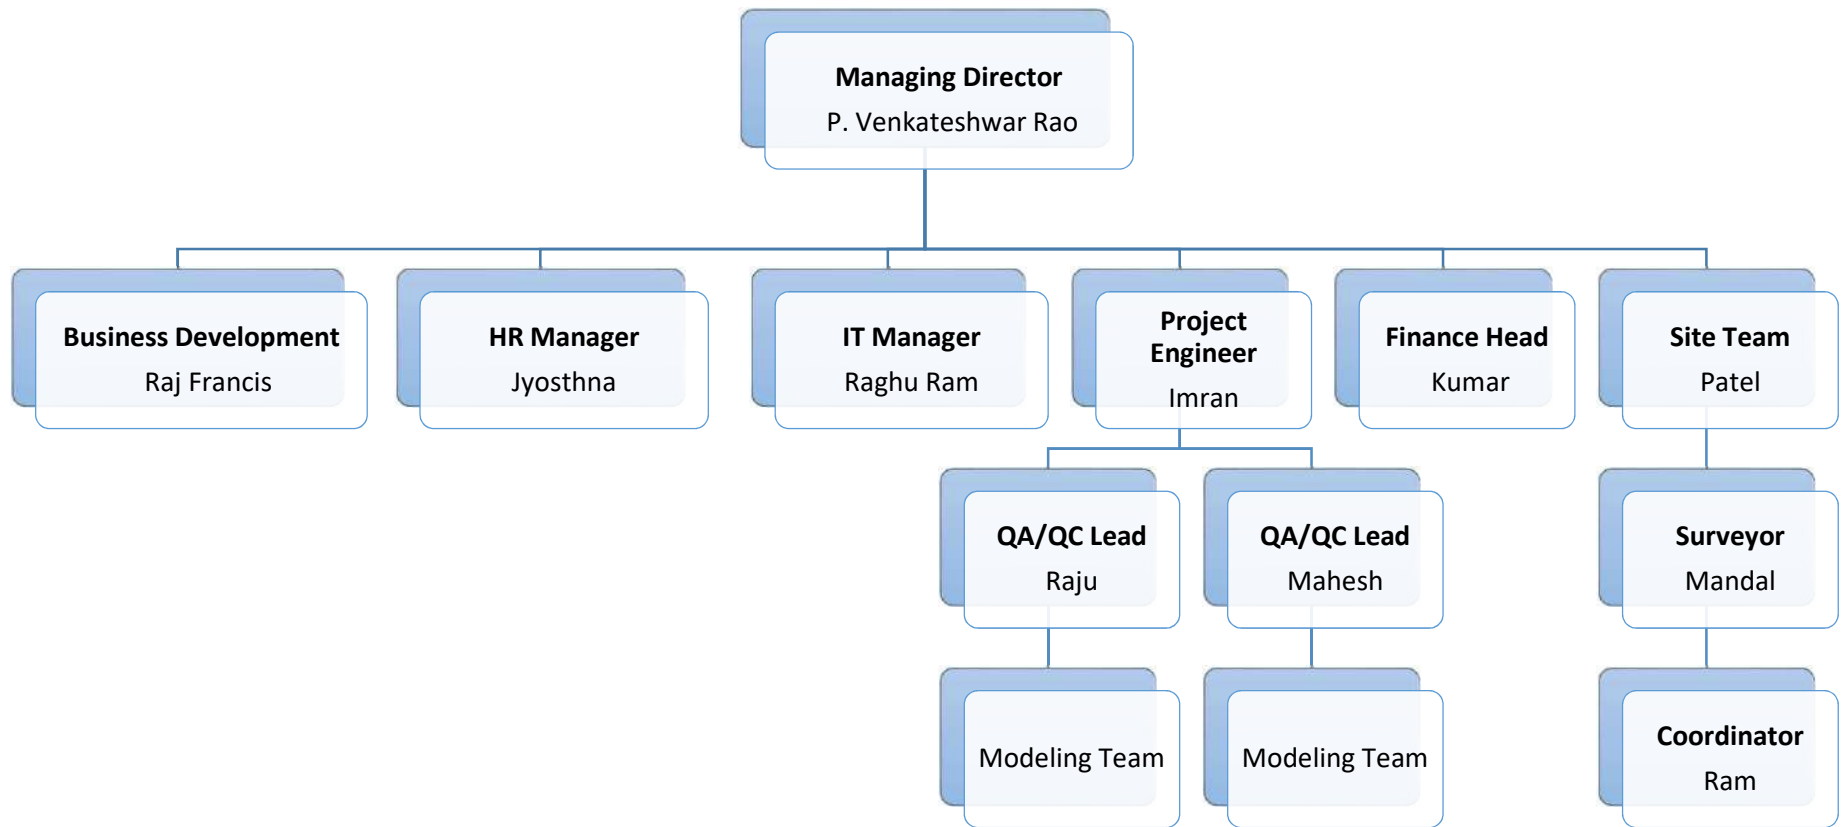 Managing Director
P. Venkateshwar Rao
Business Development
Raj Francis
HR Manager
Jyosthna
IT Manager
Raghu Ram
Project
Engineer
Imran
Finance Head
Kumar
Site Team
Patel
QA/QC Lead
Raju
QA/QC Lead
Mahesh
Surveyor
Mandal
Modeling Team
Modeling Team
Coordinator
Ram